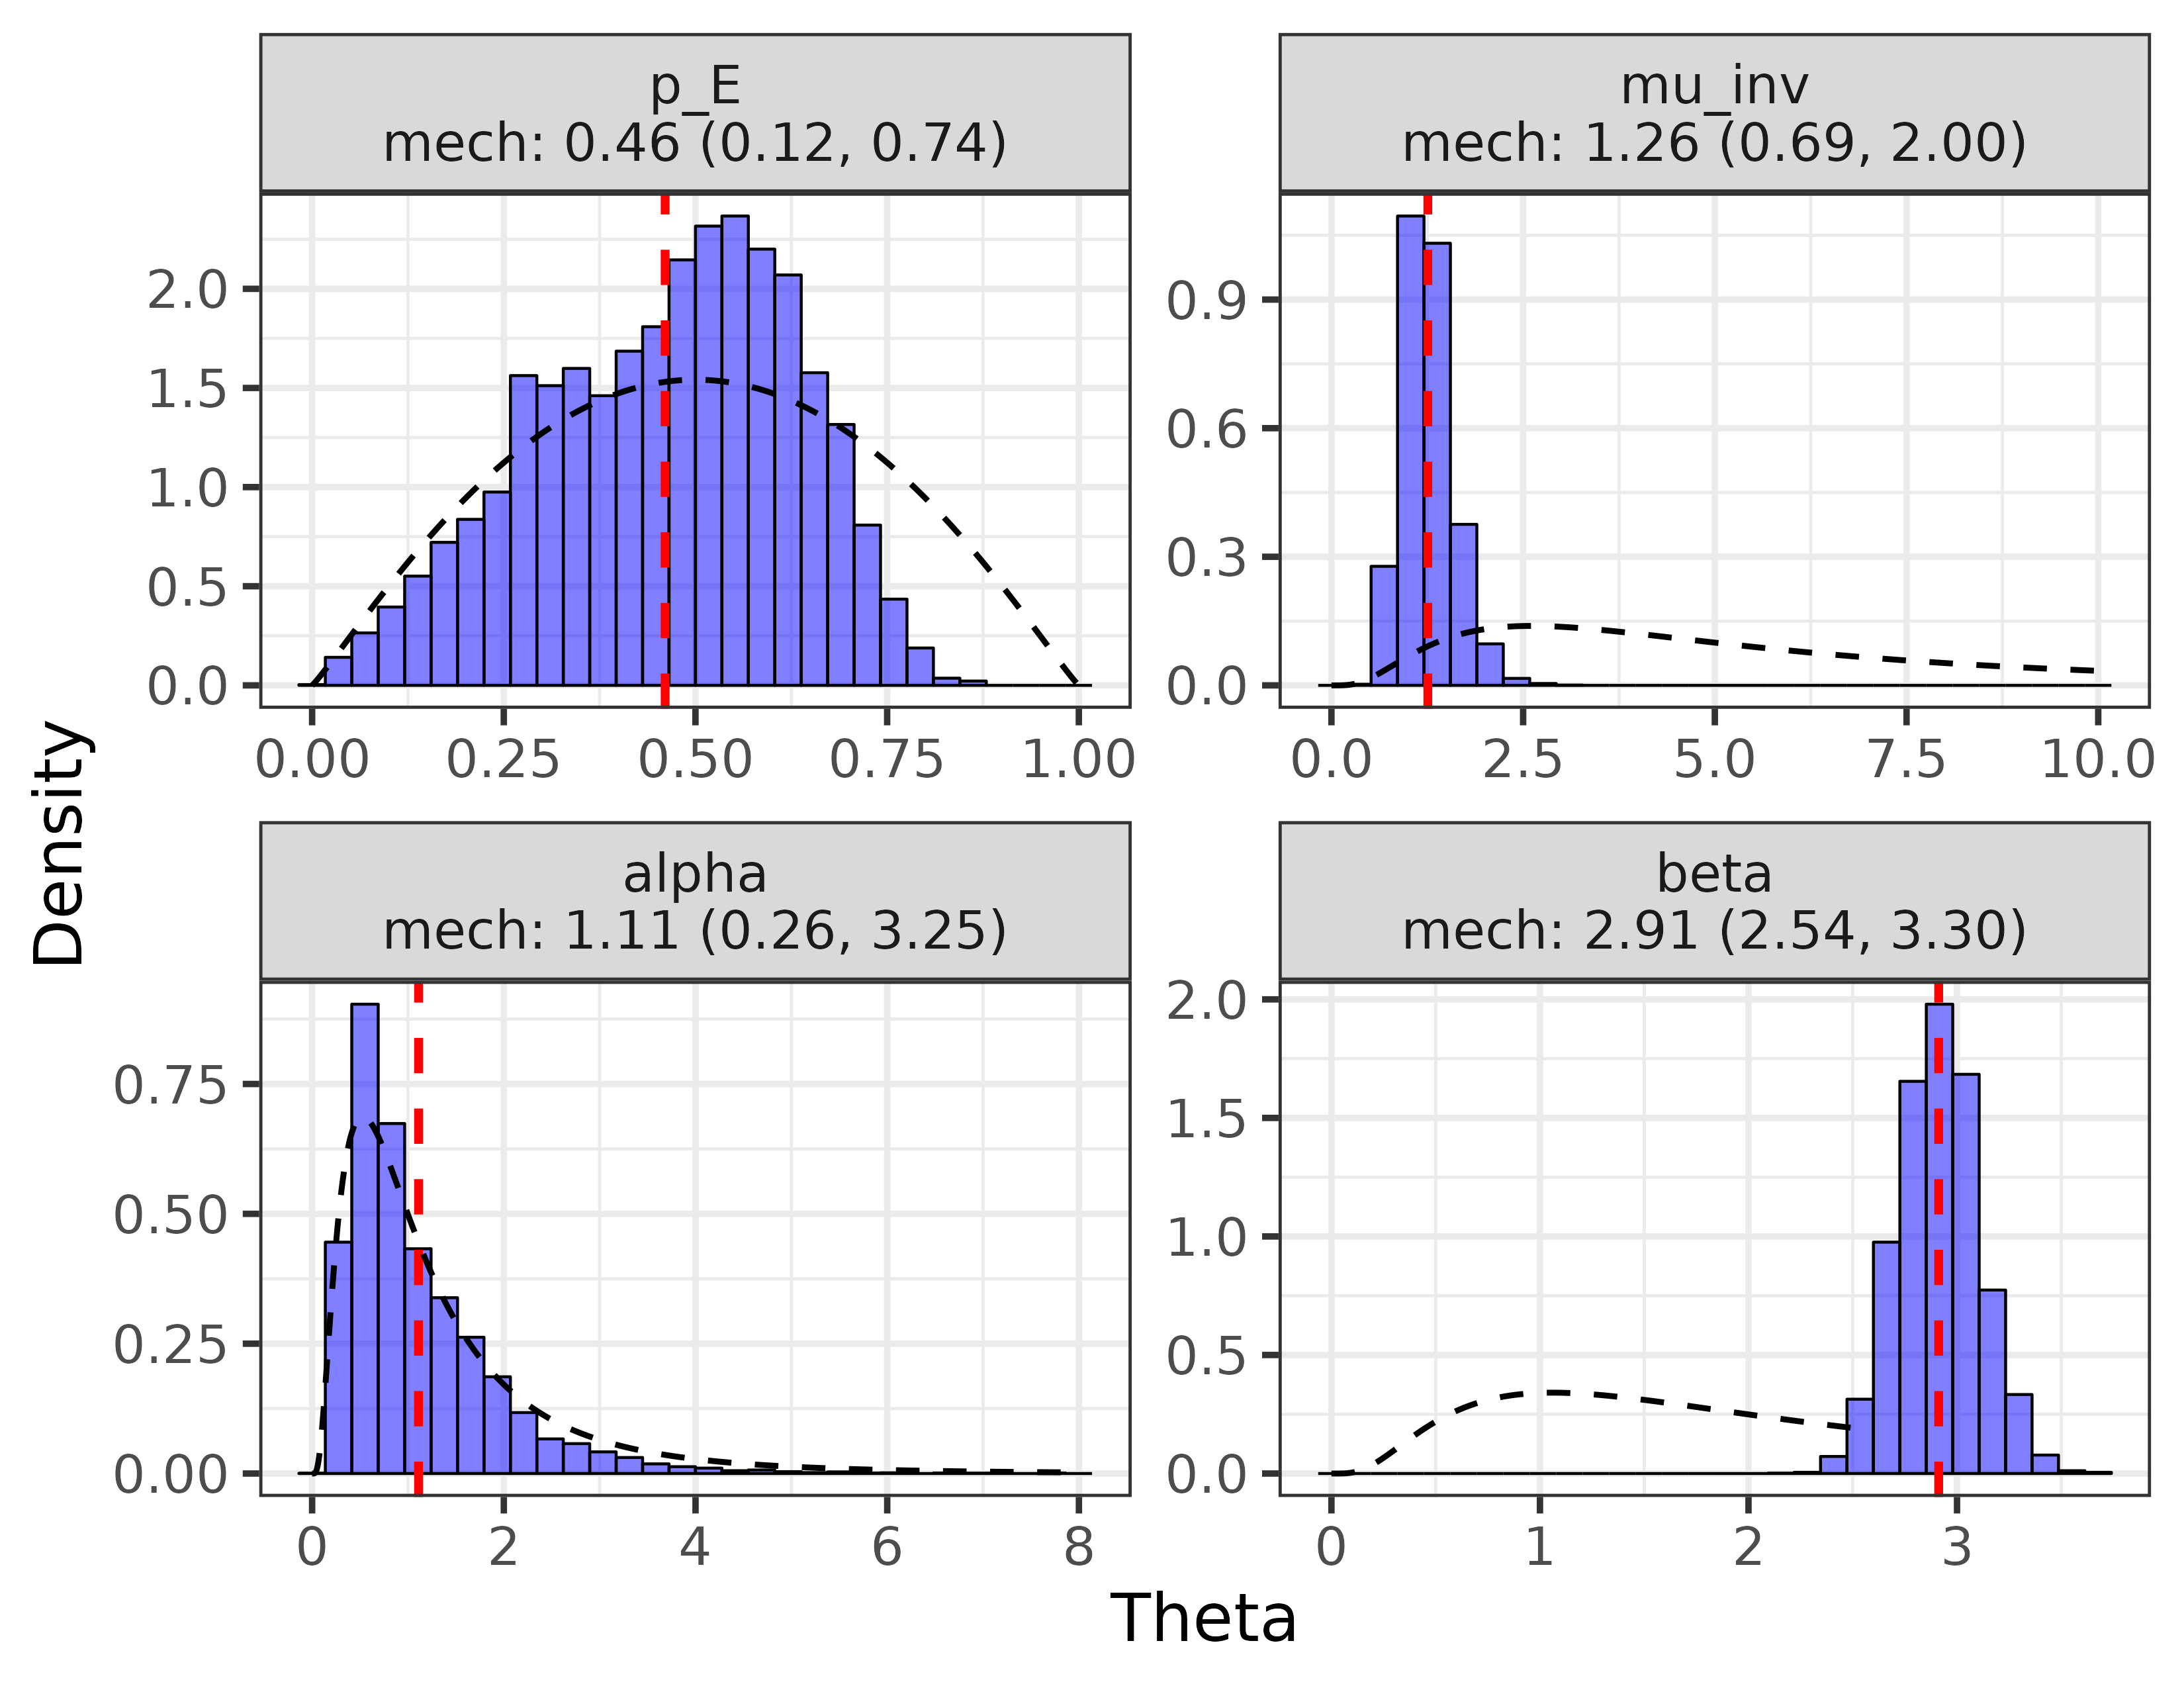 p_E
mech: 0.46 (0.12, 0.74)
mu_inv
mech: 1.26 (0.69, 2.00)
2.0
1.5
1.0
0.5
0.0
0.9
0.6
0.3
0.0
0.00 0.25 0.50 0.75 1.00
0.0 2.5 5.0 7.5 10.0
Density
alpha
mech: 1.11 (0.26, 3.25)
beta
mech: 2.91 (2.54, 3.30)
0.75
0.50
0.25
0.00
2.0
1.5
1.0
0.5
0.0
0 2 4 6 8
0 1 2 3
Theta